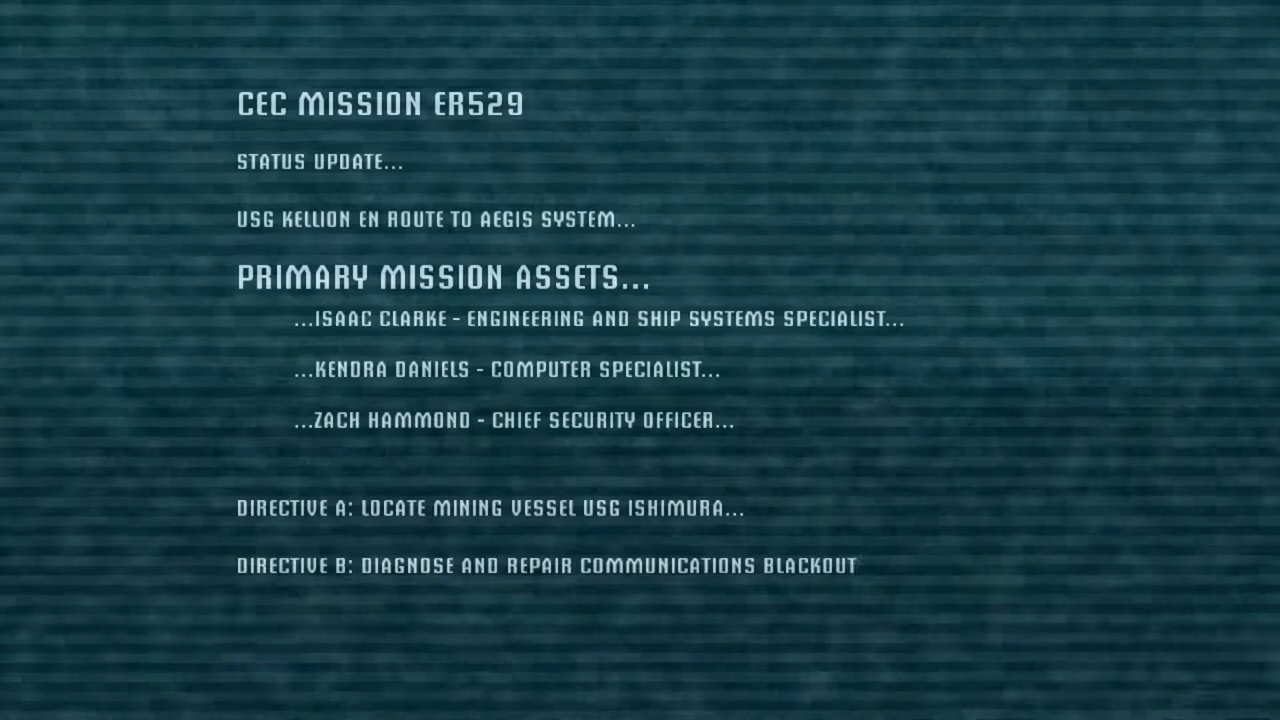 CEC MISSION ER529
STATUS UPDATE...
USG KELLION EN ROUTE TO AEGIS SYSTEM...
PRIMARY MISSION ASSETS...
...ISAAC CLARKE - ENGINEERING AND SHIP SYSTEMS SPECIALIST...
...KENDRA DANIELS - COMPUTER SPECIALIST...
...ZACH HAMMOND - CHIEF SECURITY OFFICER...
DIRECTIVE A: LOCATE MINING VESSEL USG ISHIMURA...
DIRECTIVE B: DIAGNOSE AND REPAIR COMMUNICATIONS BLACKOUT